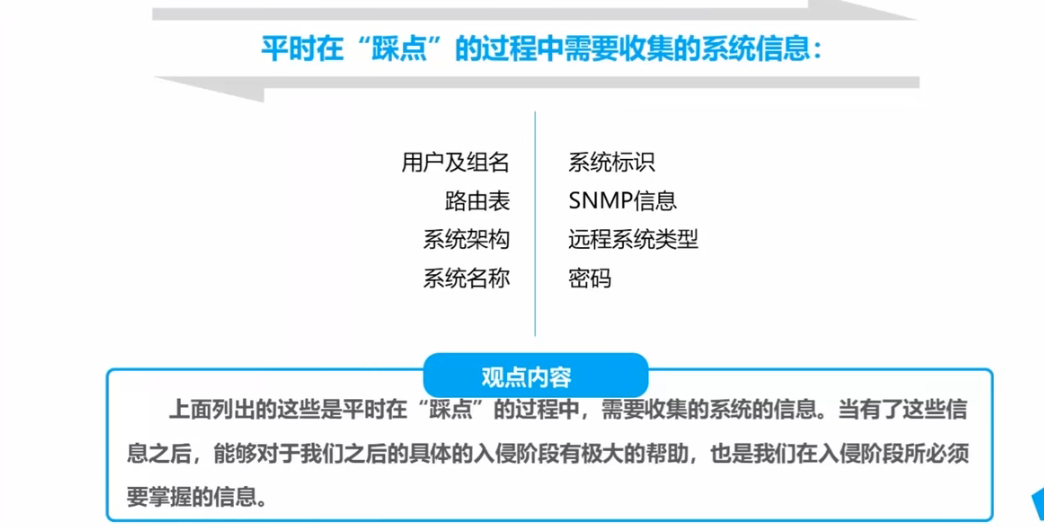 平时在“踩点”的过程中需要收集的系统信息：
用户及组名
路由表
系统架构
系统名称
系统标识
SNMP信息
远程系统类型
密码
观点内容
上面列出的这些是平时在“踩点”的过程中，需要收集的系统的信息。当有了这些信
息之后，能够对于我们之后的具体的入侵阶段有极大的帮助，也是我们在入侵阶段所必须
要掌握的信息。